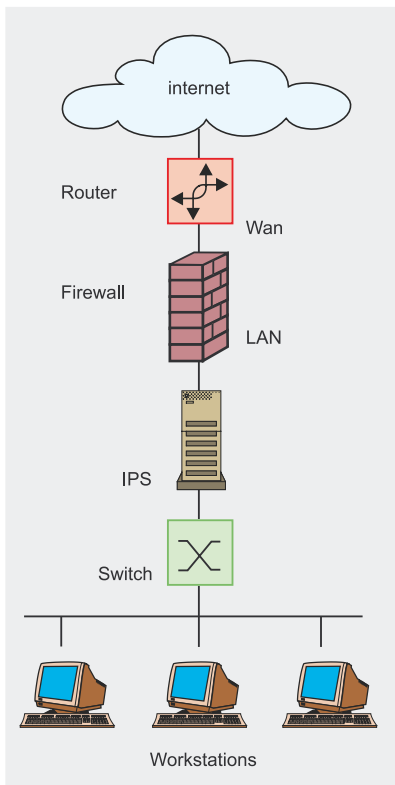 internet
Router
Wan
Firewall
LAN
IPS
Switch
Workstations